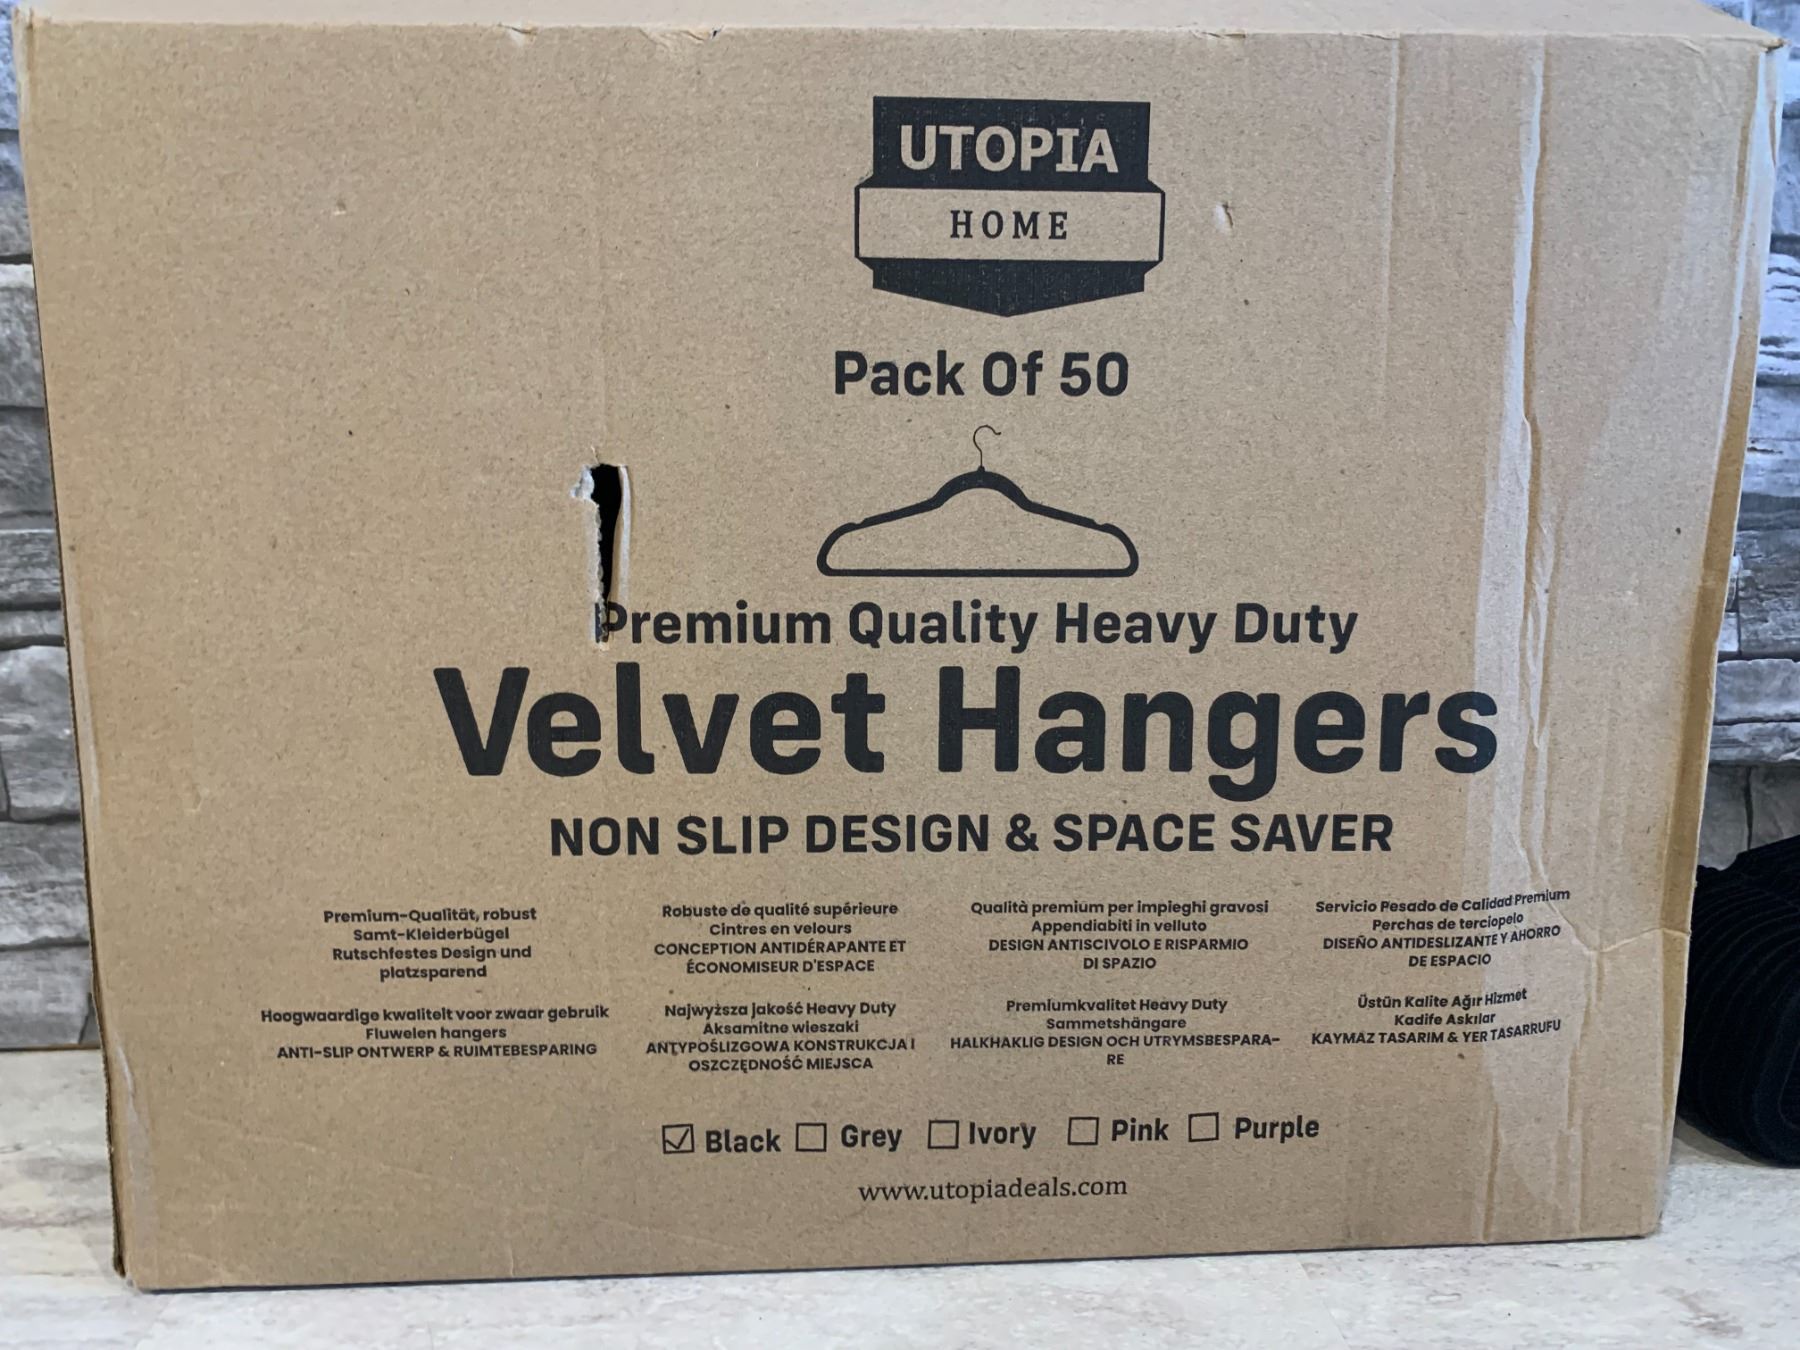 UTOPIA
HOME
Pack Of 50
Premium Quality Heavy Duty
Velvet Hangers
NON SLIP DESIGN & SPACE SAVER
Premium-Qualität, robust
Samt-Kleiderbügel
Rutschfestes Design und
platzsparend
Robuste de qualité supérieure
Cintres en velours
CONCEPTION ANTIDÉRAPANTE ET
ÉCONOMISEUR D'ESPACE
Qualità premium per impieghi gravosi
Appendiabiti in velluto
DESIGN ANTISCIVOLO E RISPARMIO
DI SPAZIO
Servicio Pesado de Calidad Premium
Perchas de terciopelo
DISEÑO ANTIDESLIZANTE Y AHORRO
DE ESPACIO
Hoogwaardige kwaliteit voor zwaar gebruik
Fluwelen hangers
ANTI-SLIP ONTWERP & RUIMTEBESPARING
Najwyższa jakość Heavy Duty
Aksamitne wieszaki
ANTYPOŚLIZGOWA KONSTRUKCJA I
OSZCZĘDNOŚĆ MIEJSCA
Premiumkvalitet Heavy Duty
Sammetshängare
HALKHAKLIG DESIGN OCH UTRYMSBESPARA-
RE
Üstün Kalite Ağır Hizmet
Kadife Askılar
KAYMAZ TASARIM & YER TASARRUFU
Black Grey Ivory Pink Purple
www.utopiadeals.com